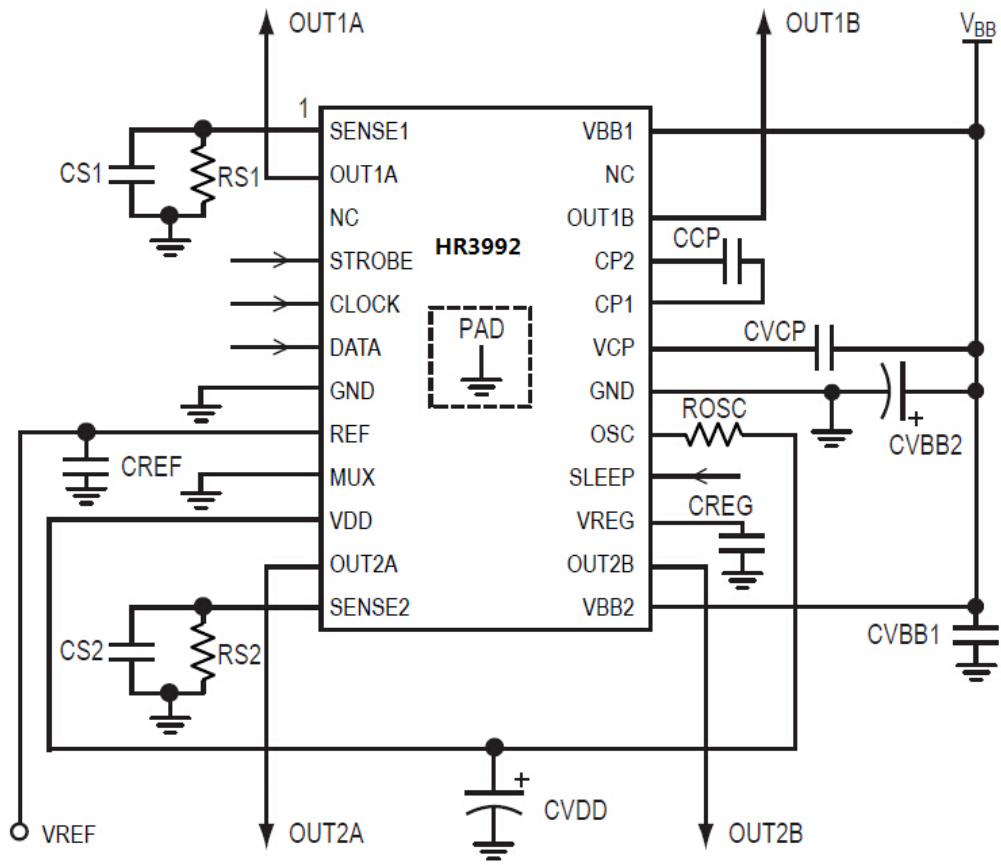 OUT1A
OUT1B
VBB
1
SENSE1
VBB1
CS1
RS1
OUT1A
NC
NC
OUT1B
HR3992
CCP
STROBE
CP2
CLOCK
CP1
PAD
CVCP
DATA
VCP
GND
GND
ROSC
+
CVBB2
REF
OSC
CREF
MUX
SLEEP
CREG
VDD
VREG
OUT2A
OUT2B
SENSE2
VBB2
CVBB1
CS2
RS2
+
CVDD
VREF
OUT2A
OUT2B